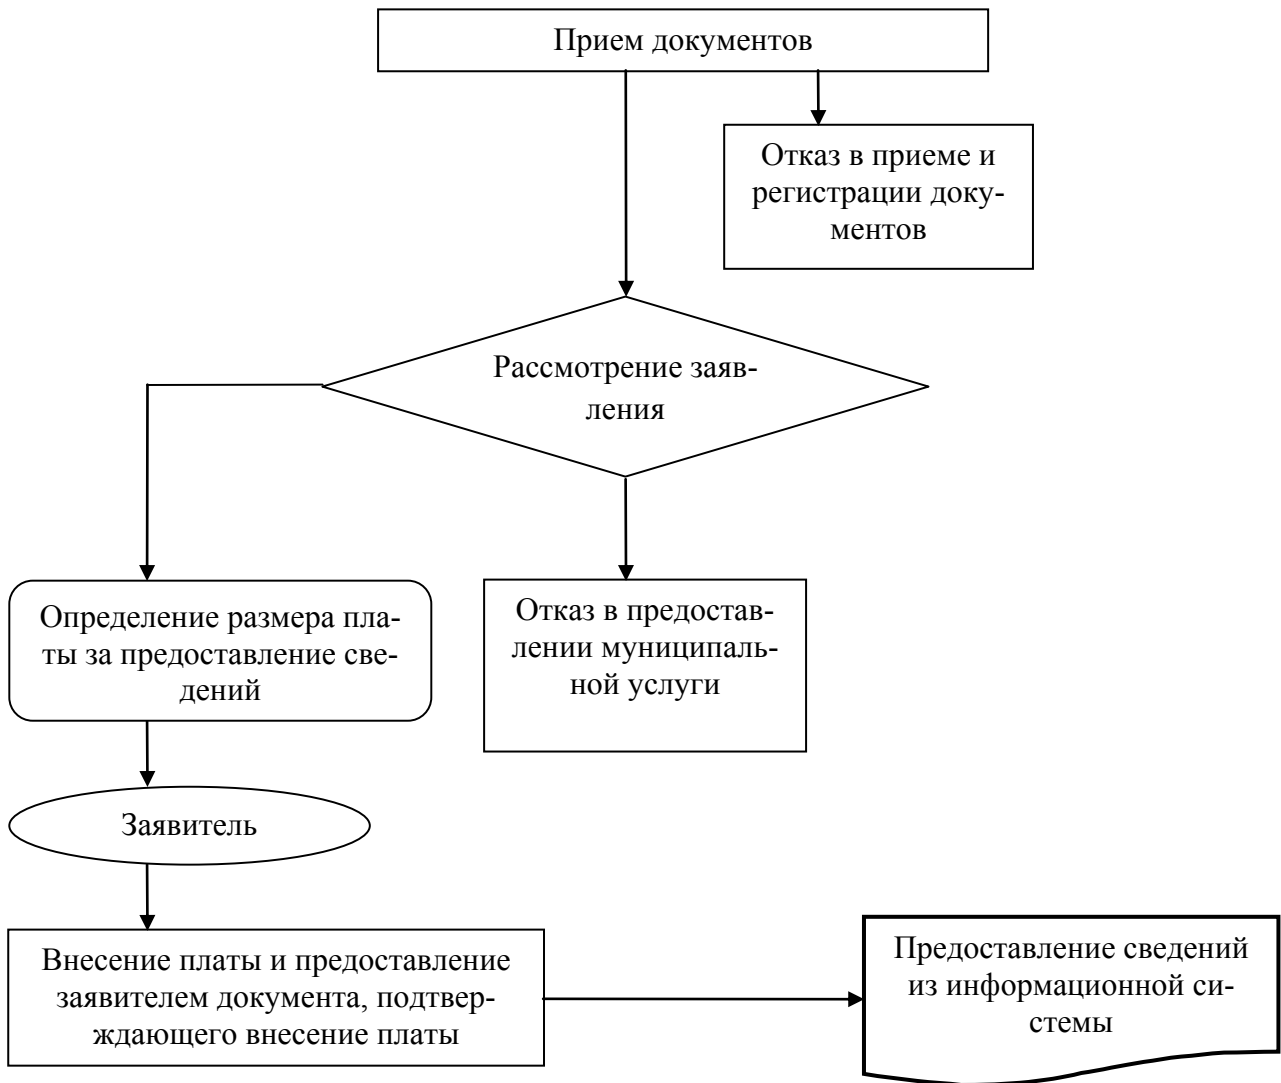 Прием документов
Отказ в приеме и
регистрации доку-
ментов
Рассмотрение заяв-
ления
Определение размера пла-
ты за предоставление све-
дений
Отказ в предостав-
лении муниципаль-
ной услуги
Заявитель
Внесение платы и предоставление
заявителем документа, подтвер-
ждающего внесение платы
Предоставление сведений
из информационной си-
стемы